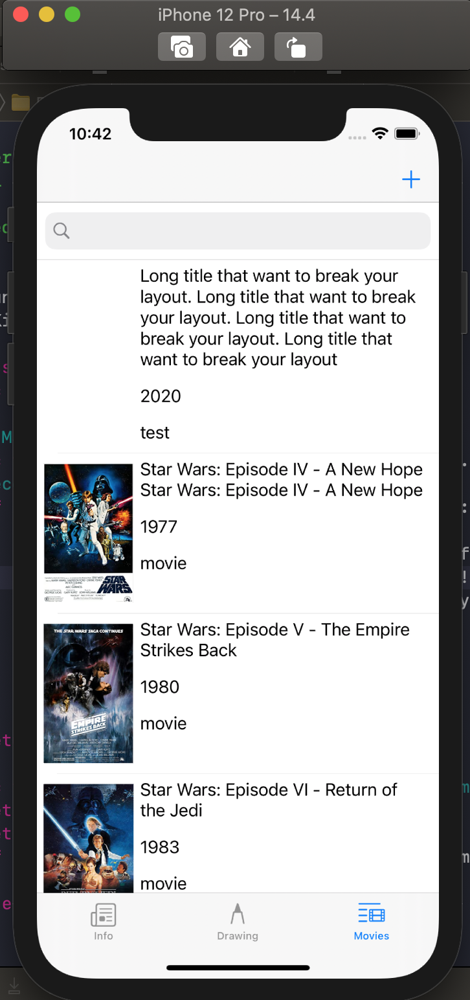 iPhone 12 Pro – 14.4
10:42
Long title that want to break your
layout. Long title that want to break
your layout. Long title that want to
break your layout. Long title that
want to break your layout
2020
test
Star Wars: Episode IV - A New Hope
Star Wars: Episode IV - A New Hope
1977
movie
STAR
WARS
THE STAR WARS SAGA CONTINUES
Star Wars: Episode V - The Empire
Strikes Back
1980
movie
THE
EMPIRE
STRIKES BACK
Star Wars: Episode VI - Return of
the Jedi
1983
movie
Info
Drawing
Movies